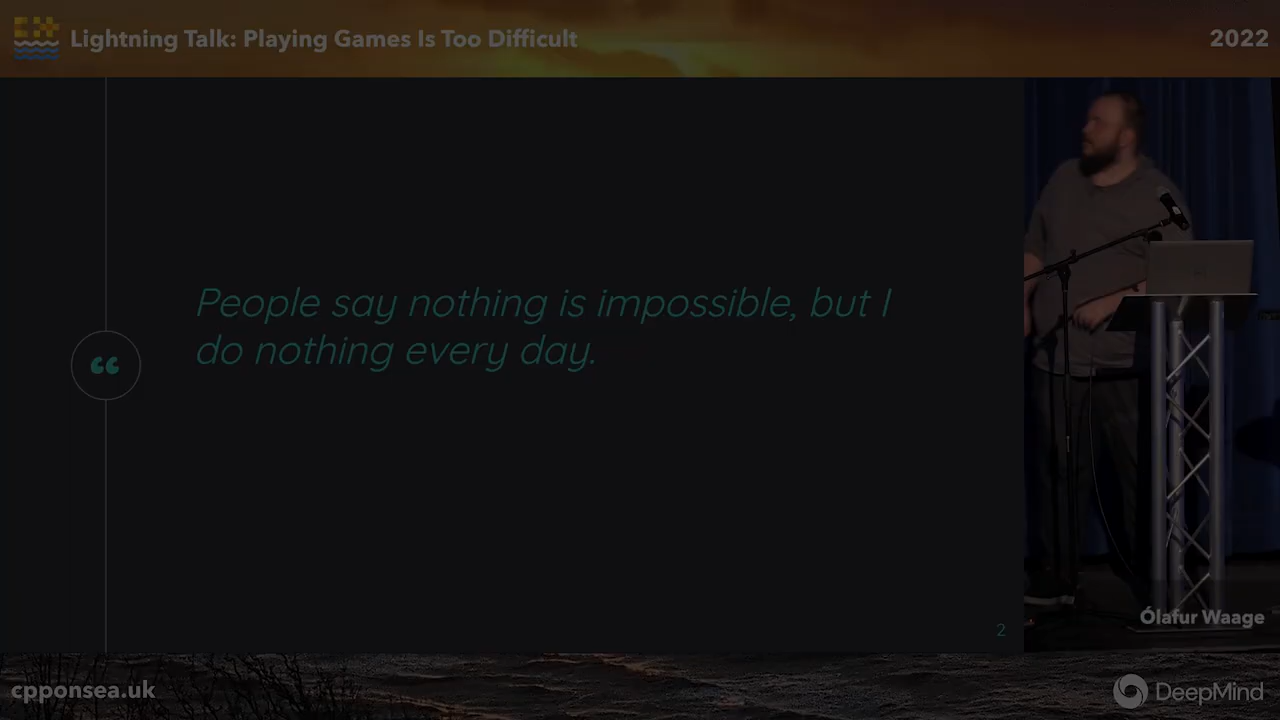 Lightning Talk: Playing Games Is Too Difficult
2022
People say nothing is impossible, but I
do nothing every day.
“
2
Ólafur Waage
cpponsea.uk
DeepMind